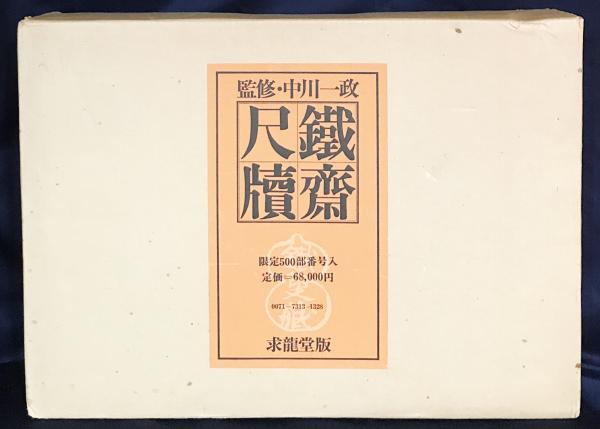 監修・中川一政
鐵齋
尺牘
限定500部番号入
定価＝68,000円
0071－7313－1328
求龍堂版